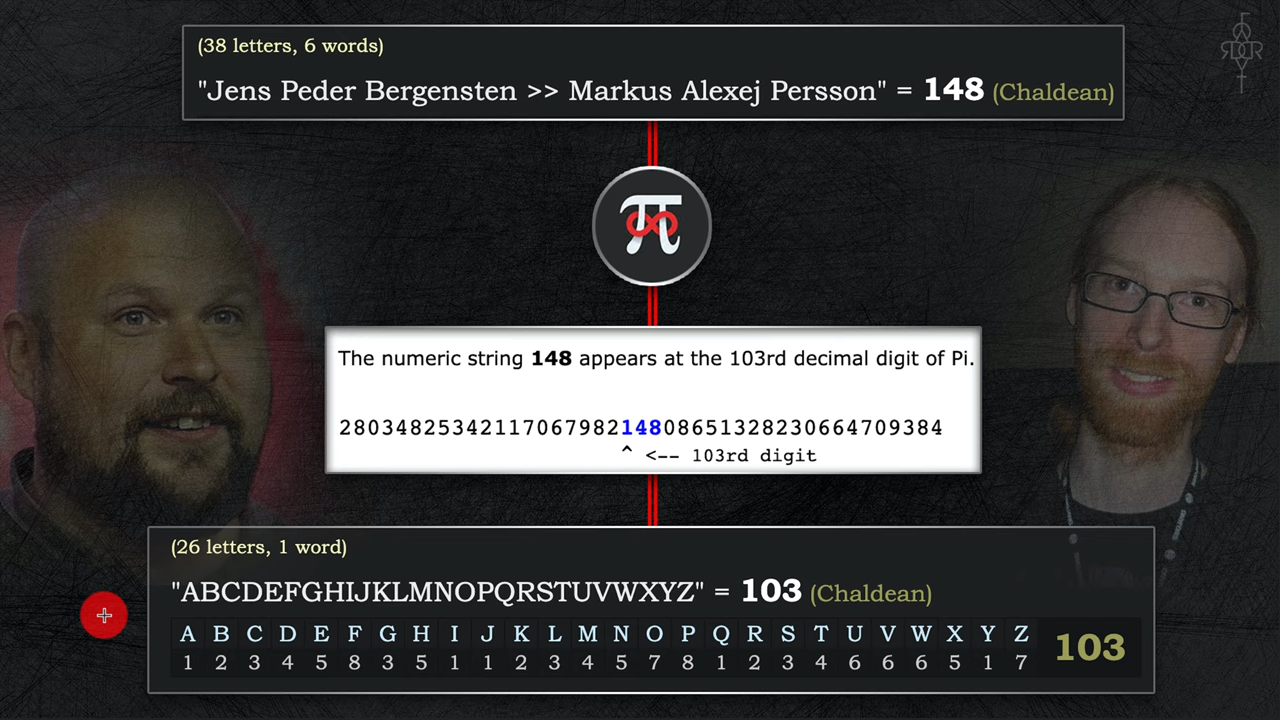 (38 letters, 6 words)
"Jens Peder Bergensten >> Markus Alexej Persson" = 148 (Chaldean)
π
The numeric string 148 appears at the 103rd decimal digit of Pi.
28034825342117067982148086513282306647093​84
^ <-- 103rd digit
(26 letters, 1 word)
"ABCDEFGHIJKLMNOPQRSTUVWXYZ" = 103 (Chaldean)
A B C D E F G H I J K L M N O P Q R S T U V W X Y Z
1 2 3 4 5 8 3 5 1 1 2 3 4 5 7 8 1 2 3 4 6 6 6 5 1 7 103